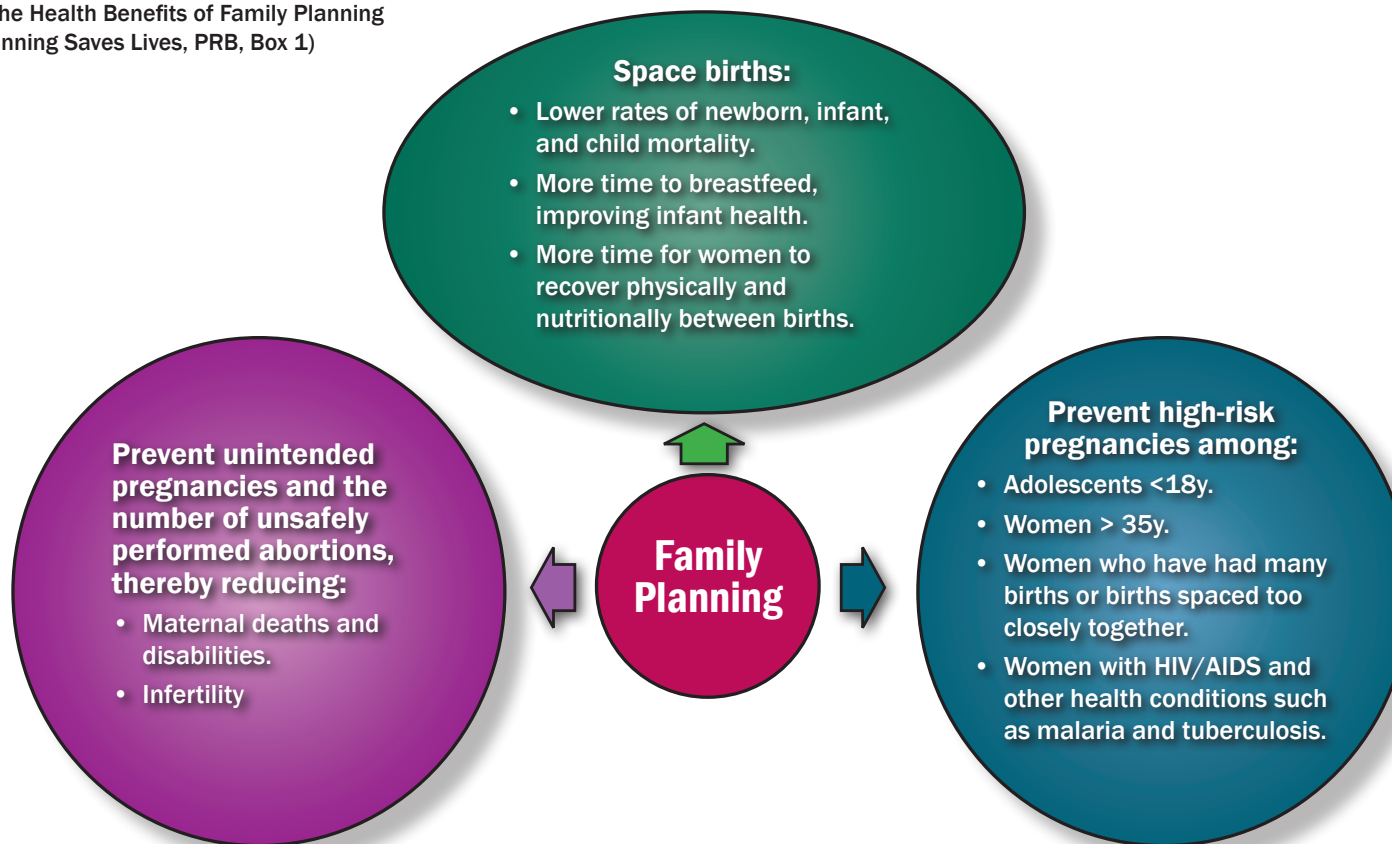 he Health Benefits of Family Planning
nning Saves Lives, PRB, Box 1)
Space births:
• Lower rates of newborn, infant,
and child mortality.
• More time to breastfeed,
improving infant health.
• More time for women to
recover physically and
nutritionally between births.
Prevent unintended
pregnancies and the
number of unsafely
performed abortions,
thereby reducing:
• Maternal deaths and
disabilities.
• Infertility
Family
Planning
Prevent high-risk
pregnancies among:
• Adolescents <18y.
• Women > 35y.
• Women who have had many
births or births spaced too
closely together.
• Women with HIV/AIDS and
other health conditions such
as malaria and tuberculosis.